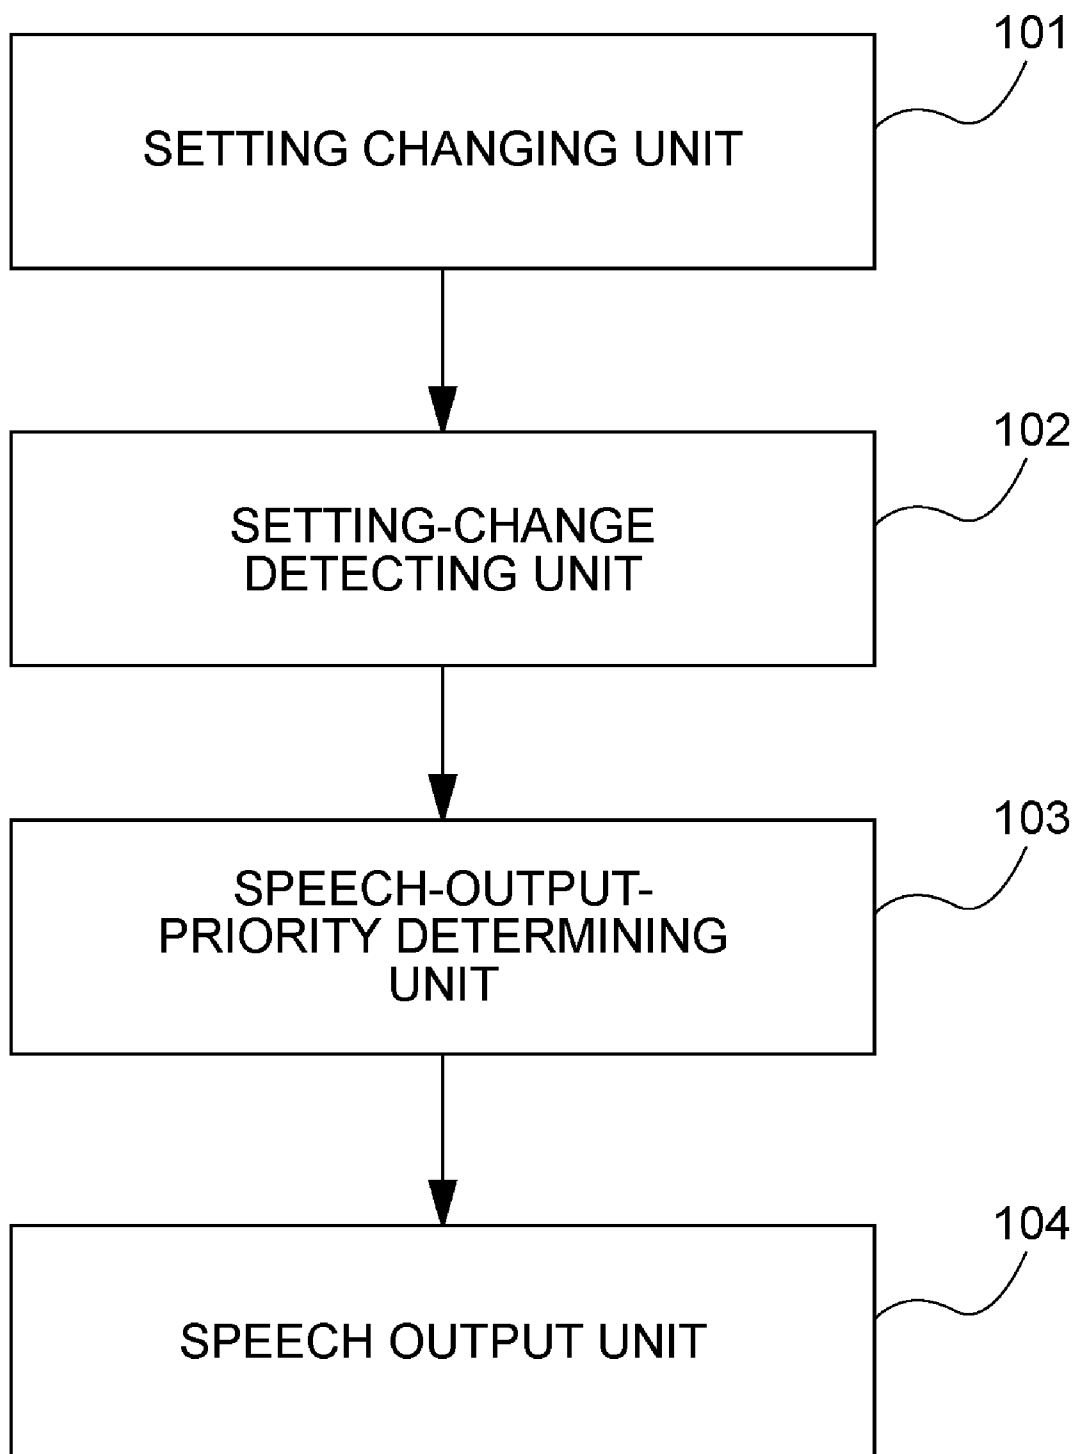 101
SETTING CHANGING UNIT
102
SETTING-CHANGE
DETECTING UNIT
103
SPEECH-OUTPUT-
PRIORITY DETERMINING
UNIT
104
SPEECH OUTPUT UNIT